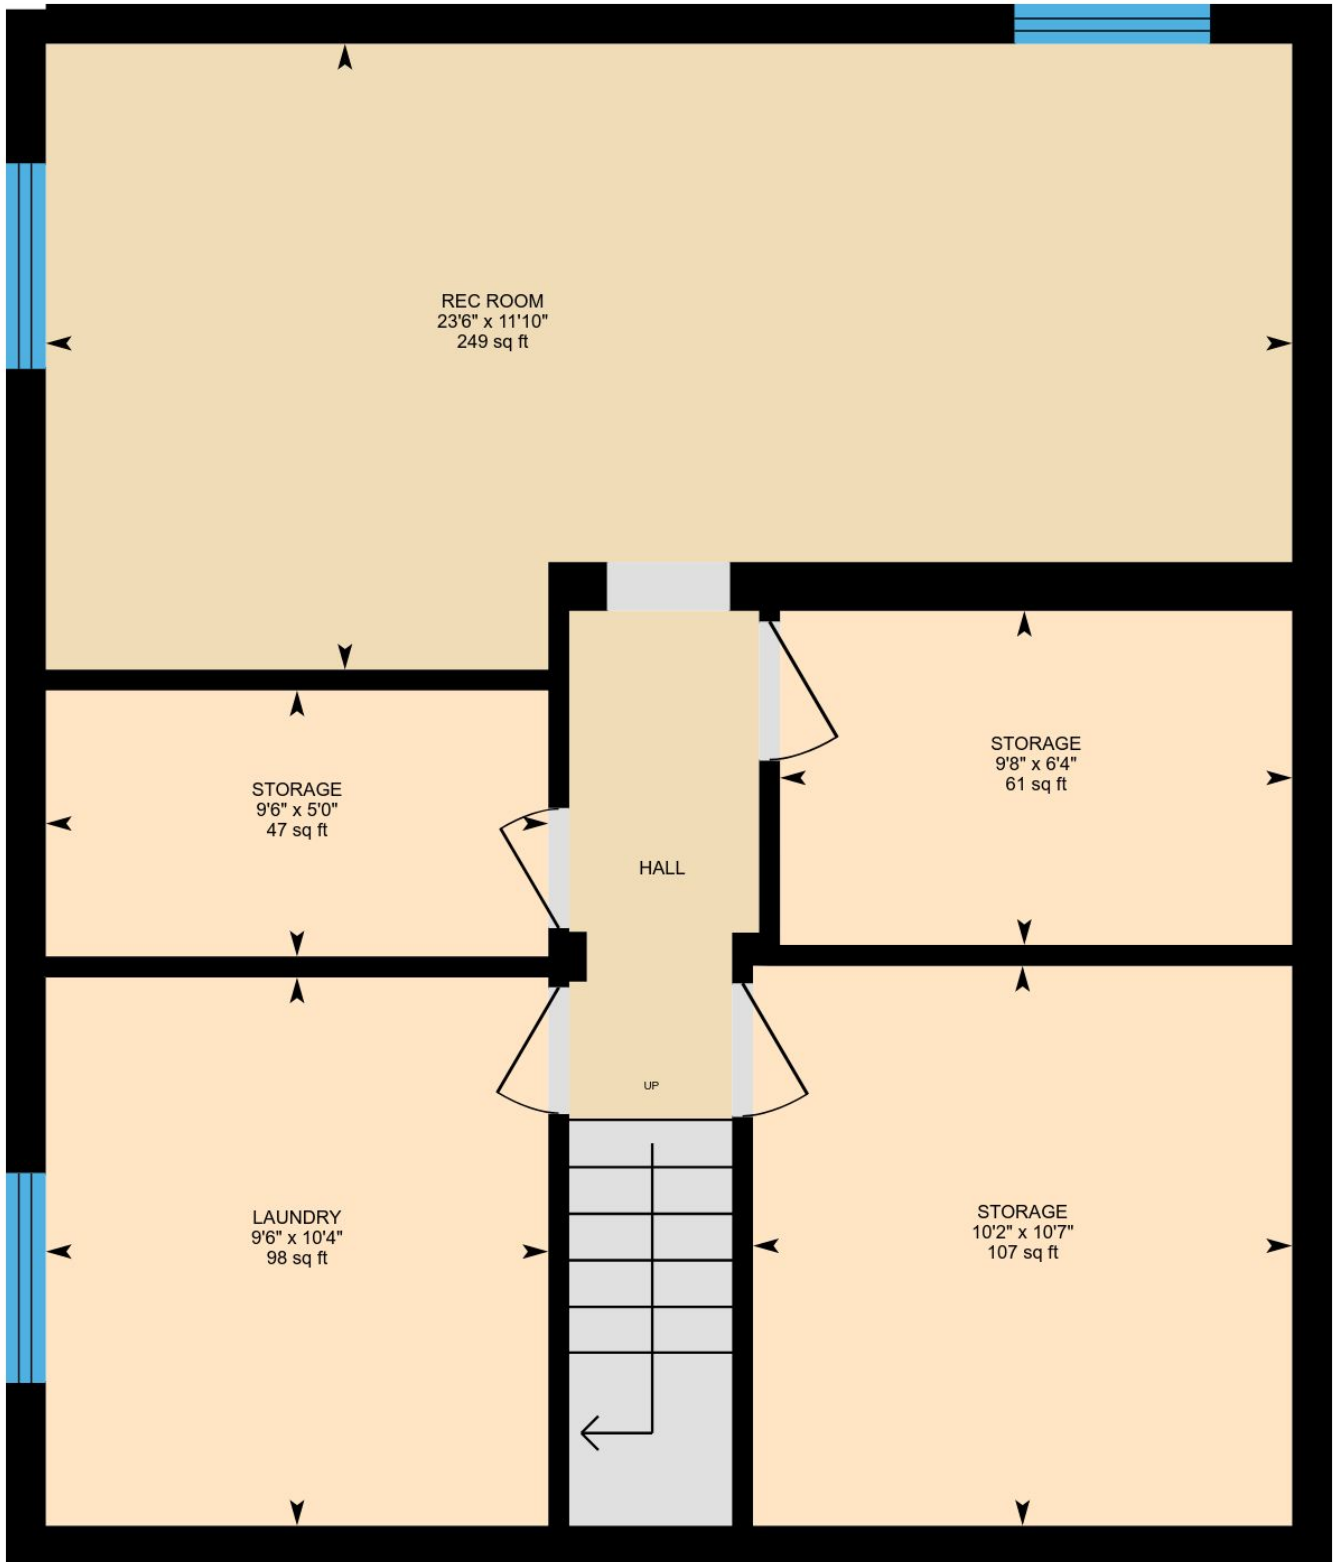 REC ROOM
23'6" x 11'10"
249 sq ft
STORAGE
9'8" x 6'4"
61 sq ft
STORAGE
9'6" x 5'0"
47 sq ft
HALL
UP
LAUNDRY
9'6" x 10'4"
98 sq ft
STORAGE
10'2" x 10'7"
107 sq ft